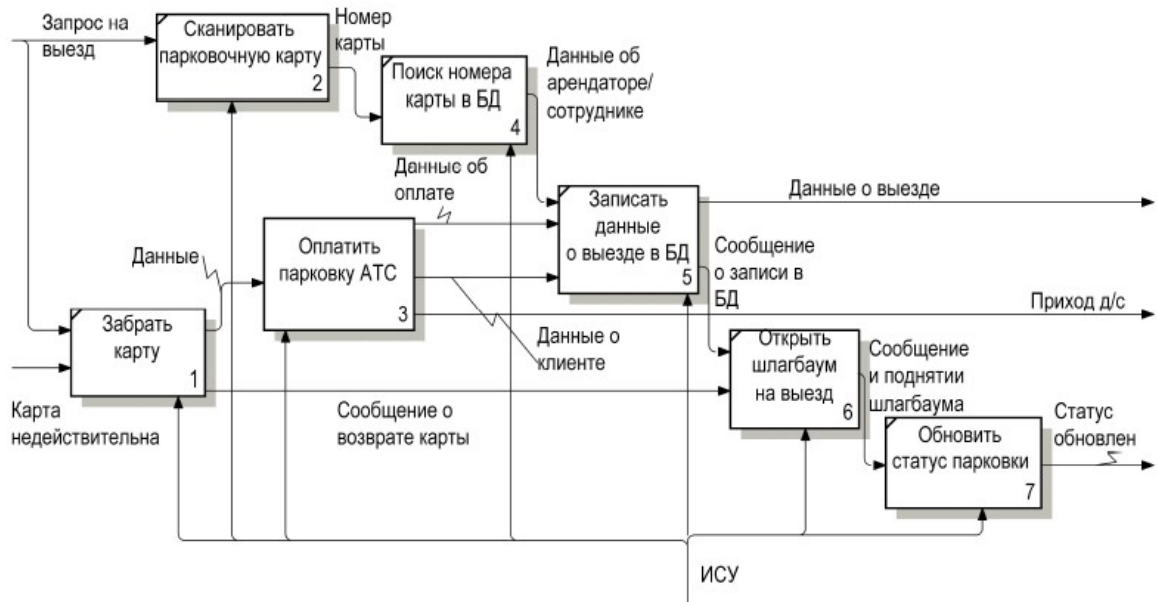 Запрос на
выезд
Сканировать
парковочную карту
2
Номер
карты
Поиск номера
карты в БД
4
Данные об
арендаторе/
сотруднике
Данные об
оплате
Записать
данные
о выезде в БД
5
Данные о выезде
Данные
Оплатить
парковку АТС
3
Сообщение
о записи в
БД
Приход д/с
Забрать
карту
1
Данные о
клиенте
Открыть
шлагбаум
на выезд
6
Сообщение
и поднятии
шлагбаума
Карта
недействительна
Сообщение о
возврате карты
Обновить
статус парковки
7
Статус
обновлен
ИСУ